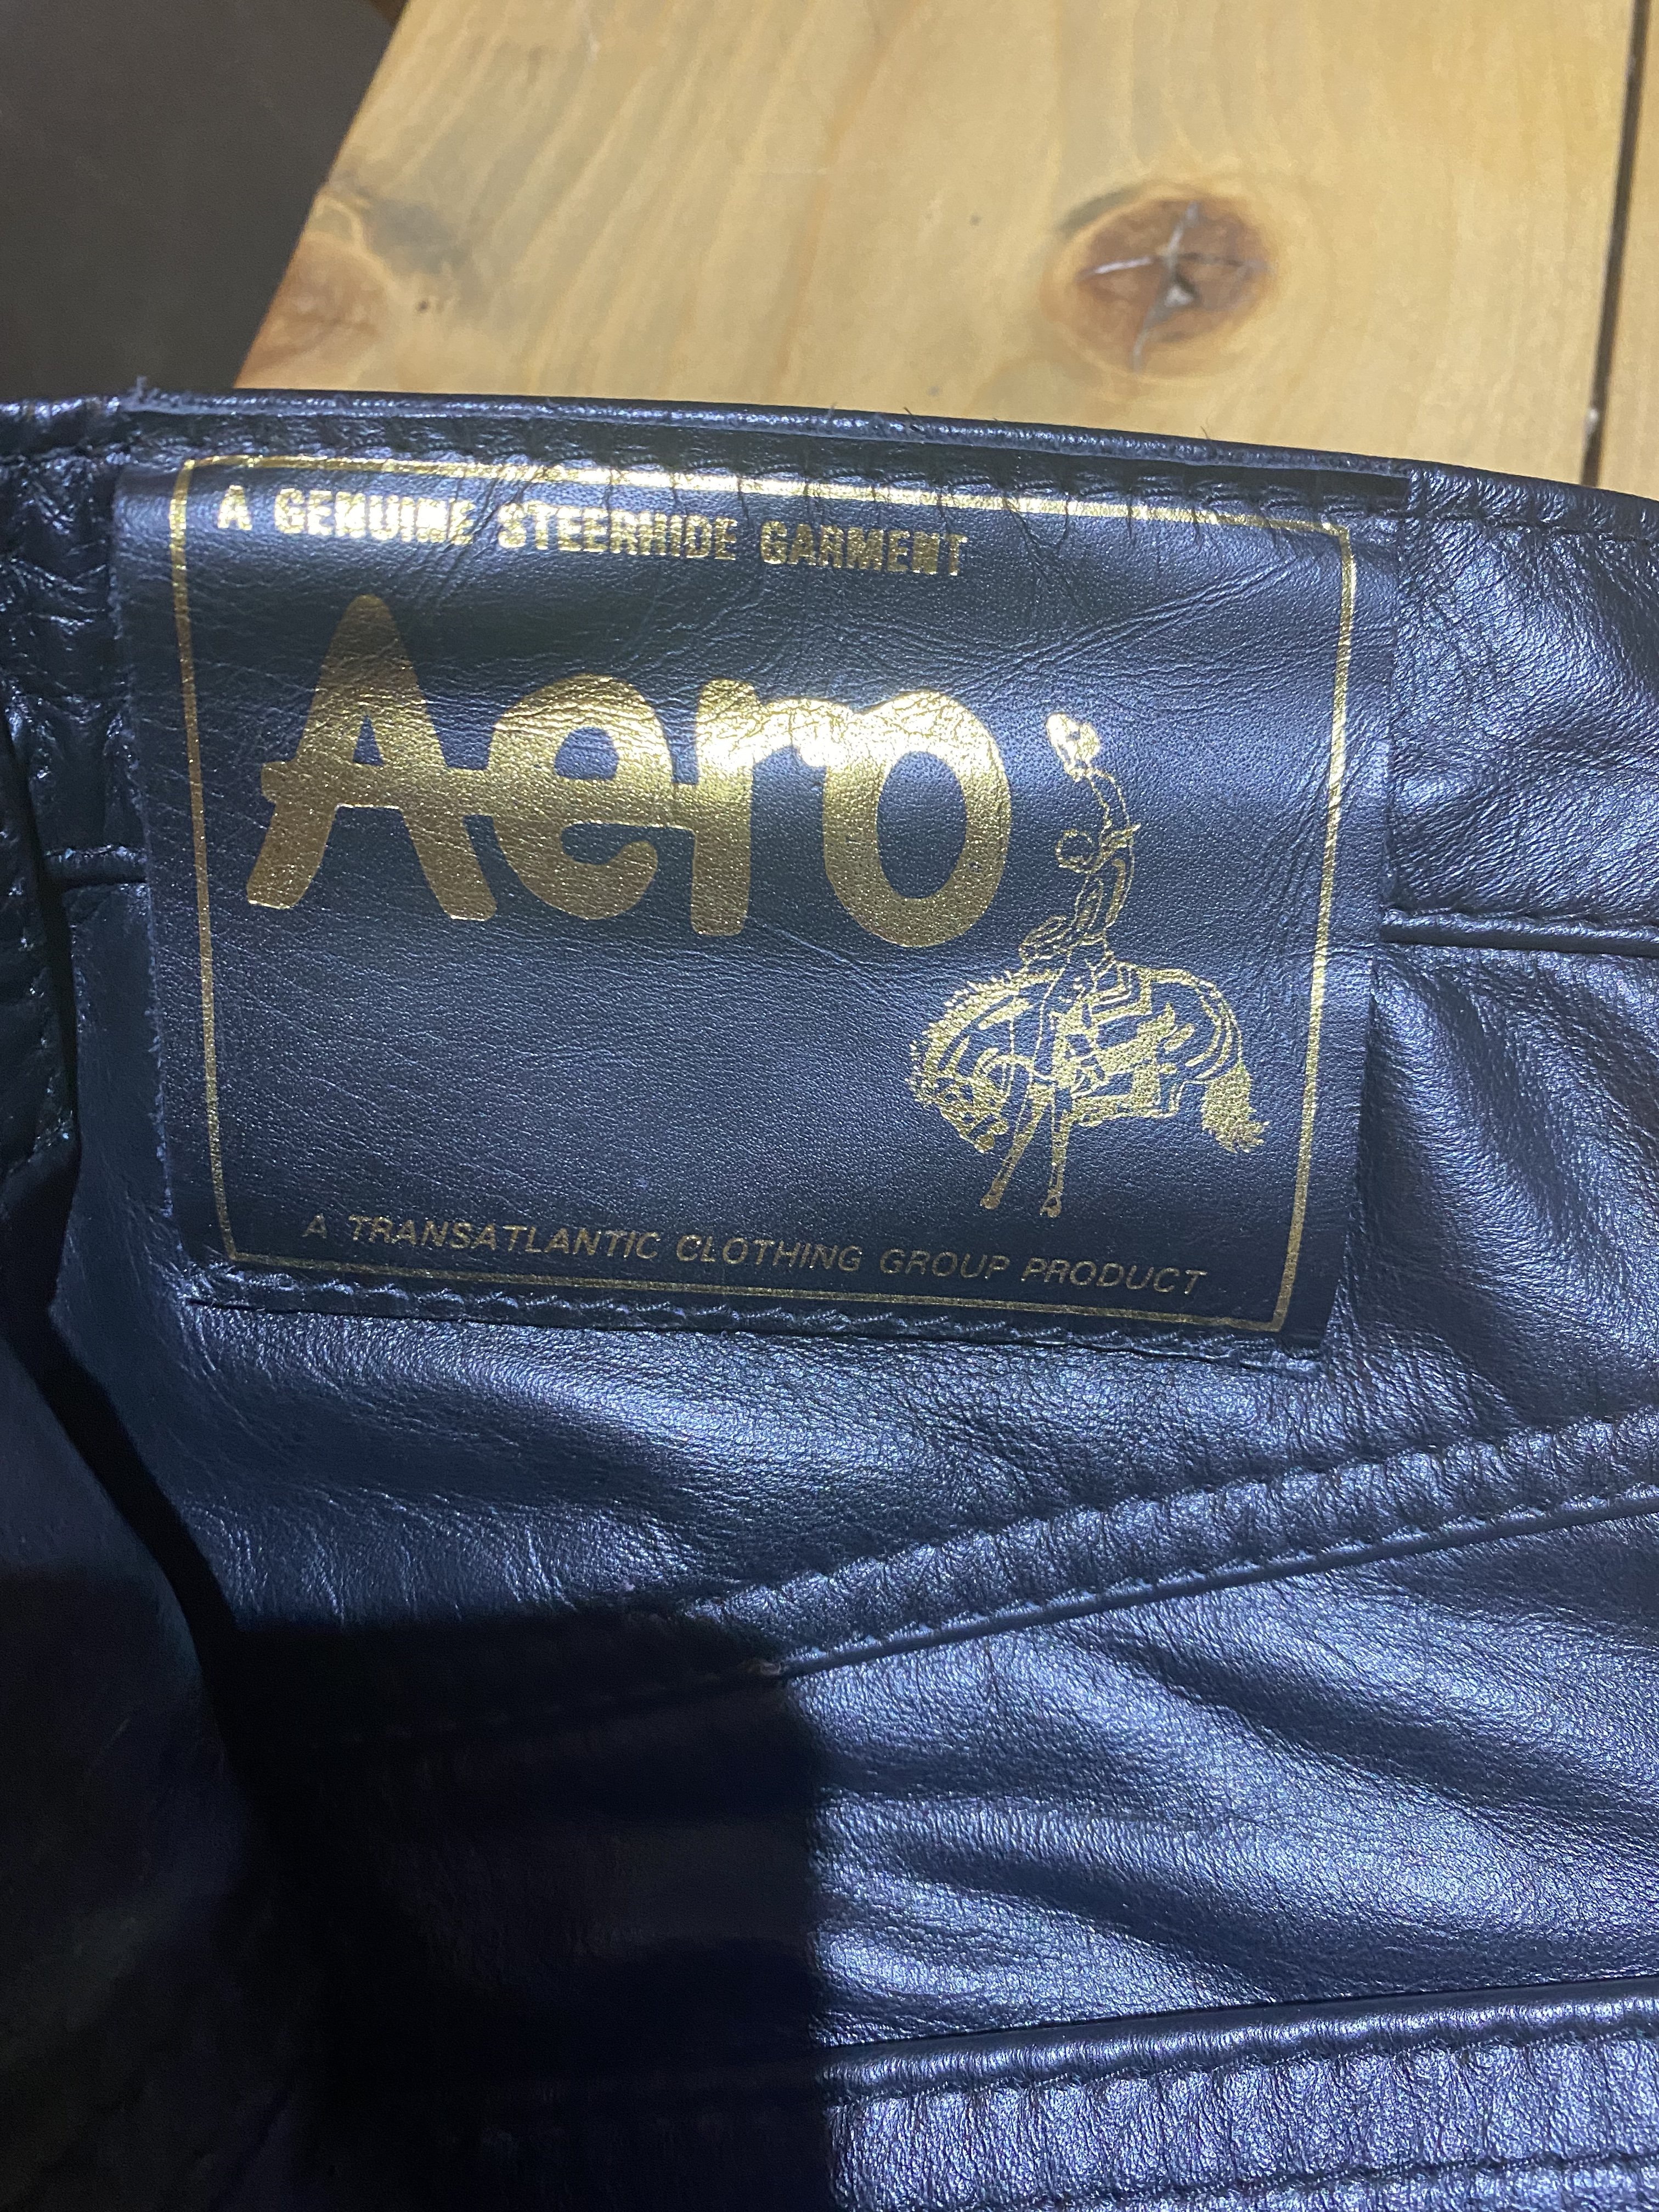 A GENUINE STEERHIDE GARMENT
Aero
A TRANSATLANTIC CLOTHING GROUP PRODUCT